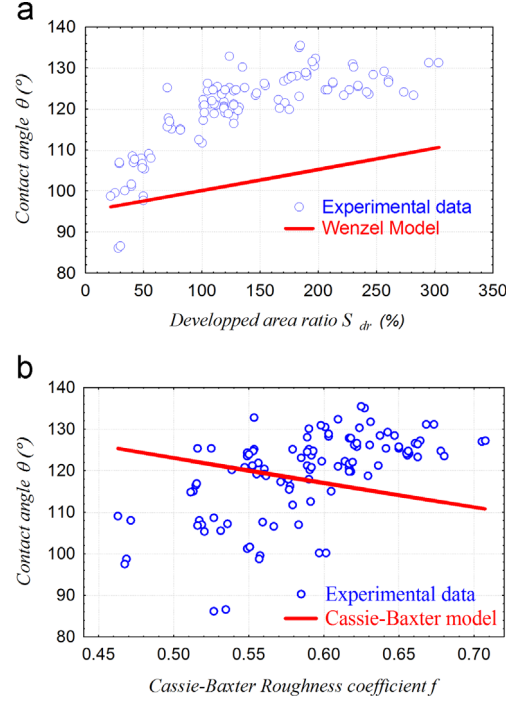 a
140
130
120
110
100
90
80
Contact angle θ (º)
Experimental data
Wenzel Model
0 50 100 150 200 250 300 350
Developped area ratio S dr (%)
b
140
130
120
110
100
90
80
Contact angle θ (º)
Experimental data
Cassie-Baxter model
0.45 0.50 0.55 0.60 0.65 0.70
Cassie-Baxter Roughness coefficient f